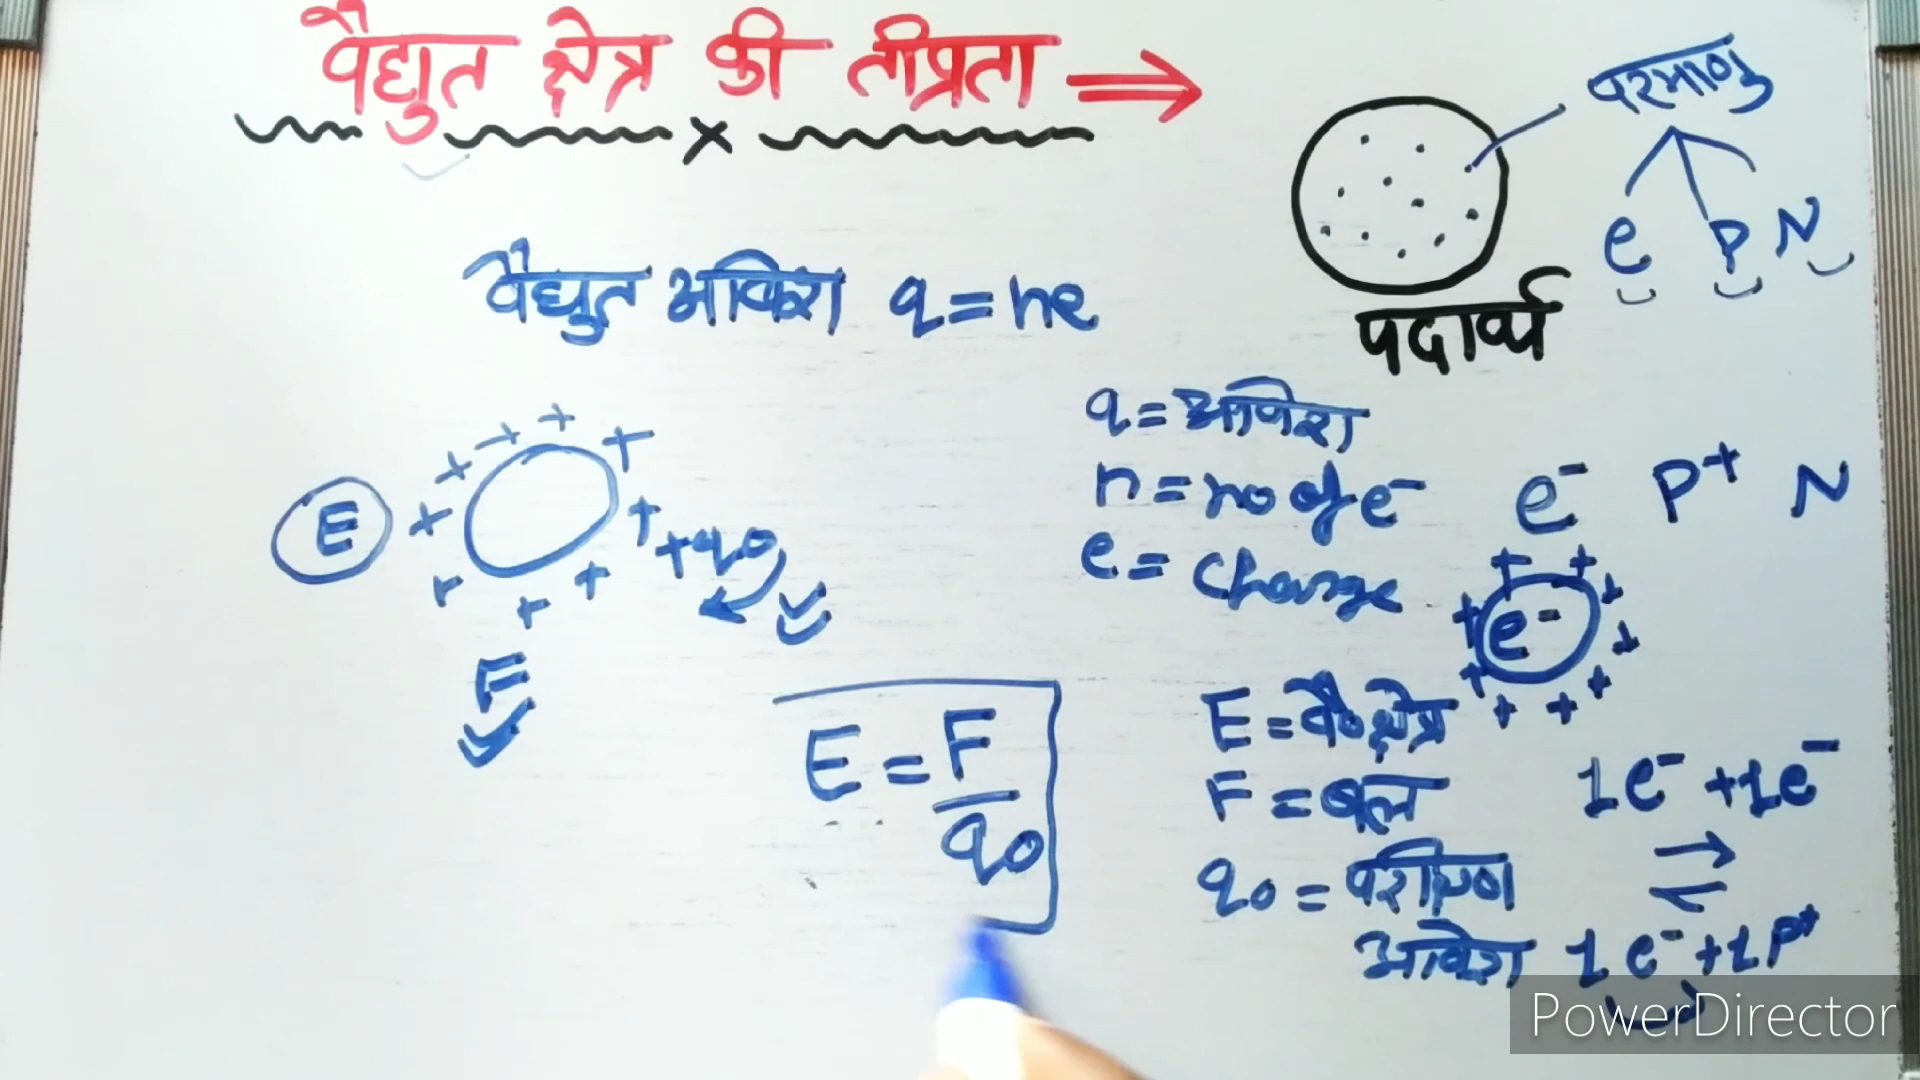 वैद्युत क्षेत्र की तीव्रता ⇒
परमाणु
e P N
पदार्थ
वैद्युत आवेश q = ne
q = आवेश
n = no of e⁻
e = charge
e⁻ P⁺ N
e⁻
E
+q₀
F
E = F/q₀
E = वै० क्षेत्र
F = बल
q₀ = परीक्षण
आवेश
1e⁻ + 1e⁻
1e⁻ + 1P⁺
PowerDirector